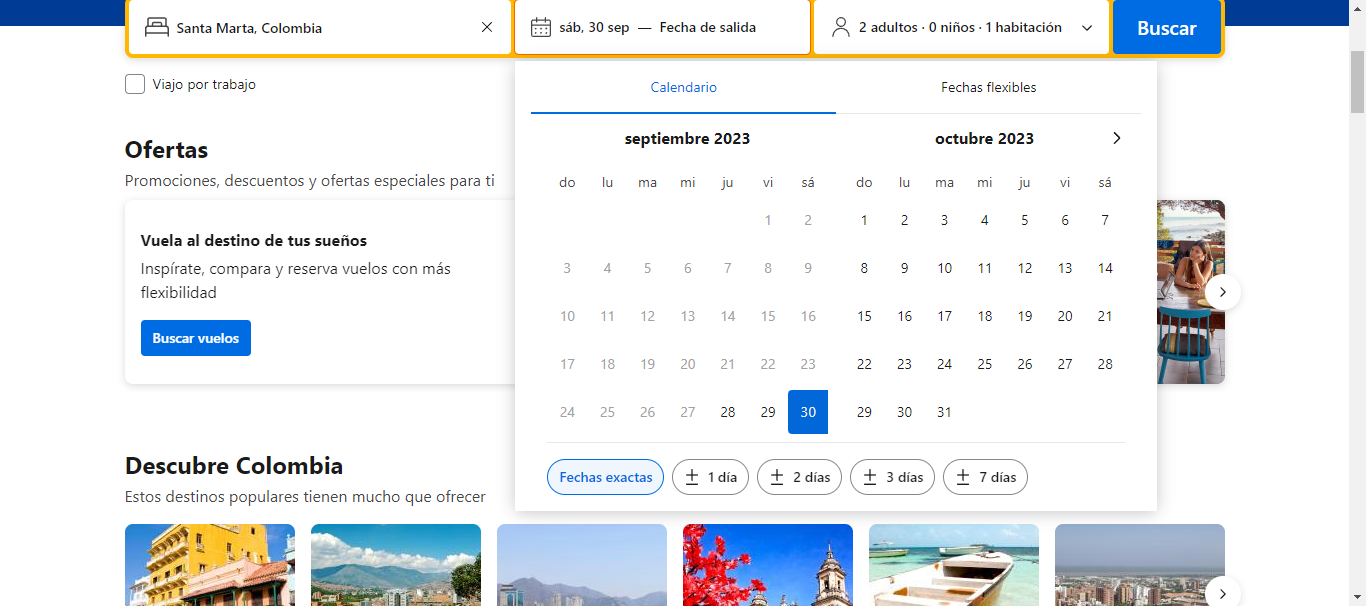 Santa Marta, Colombia
sáb, 30 sep — Fecha de salida
2 adultos · 0 niños · 1 habitación
Buscar
Viajo por trabajo
Calendario
Fechas flexibles
Ofertas
Promociones, descuentos y ofertas especiales para ti
Vuela al destino de tus sueños
Inspírate, compara y reserva vuelos con más
flexibilidad
Buscar vuelos
septiembre 2023
do lu ma mi ju vi sá
1 2
3 4 5 6 7 8 9
10 11 12 13 14 15 16
17 18 19 20 21 22 23
24 25 26 27 28 29 30
octubre 2023
do lu ma mi ju vi sá
1 2 3 4 5 6 7
8 9 10 11 12 13 14
15 16 17 18 19 20 21
22 23 24 25 26 27 28
29 30 31
Fechas exactas
± 1 día
± 2 días
± 3 días
± 7 días
Descubre Colombia
Estos destinos populares tienen mucho que ofrecer